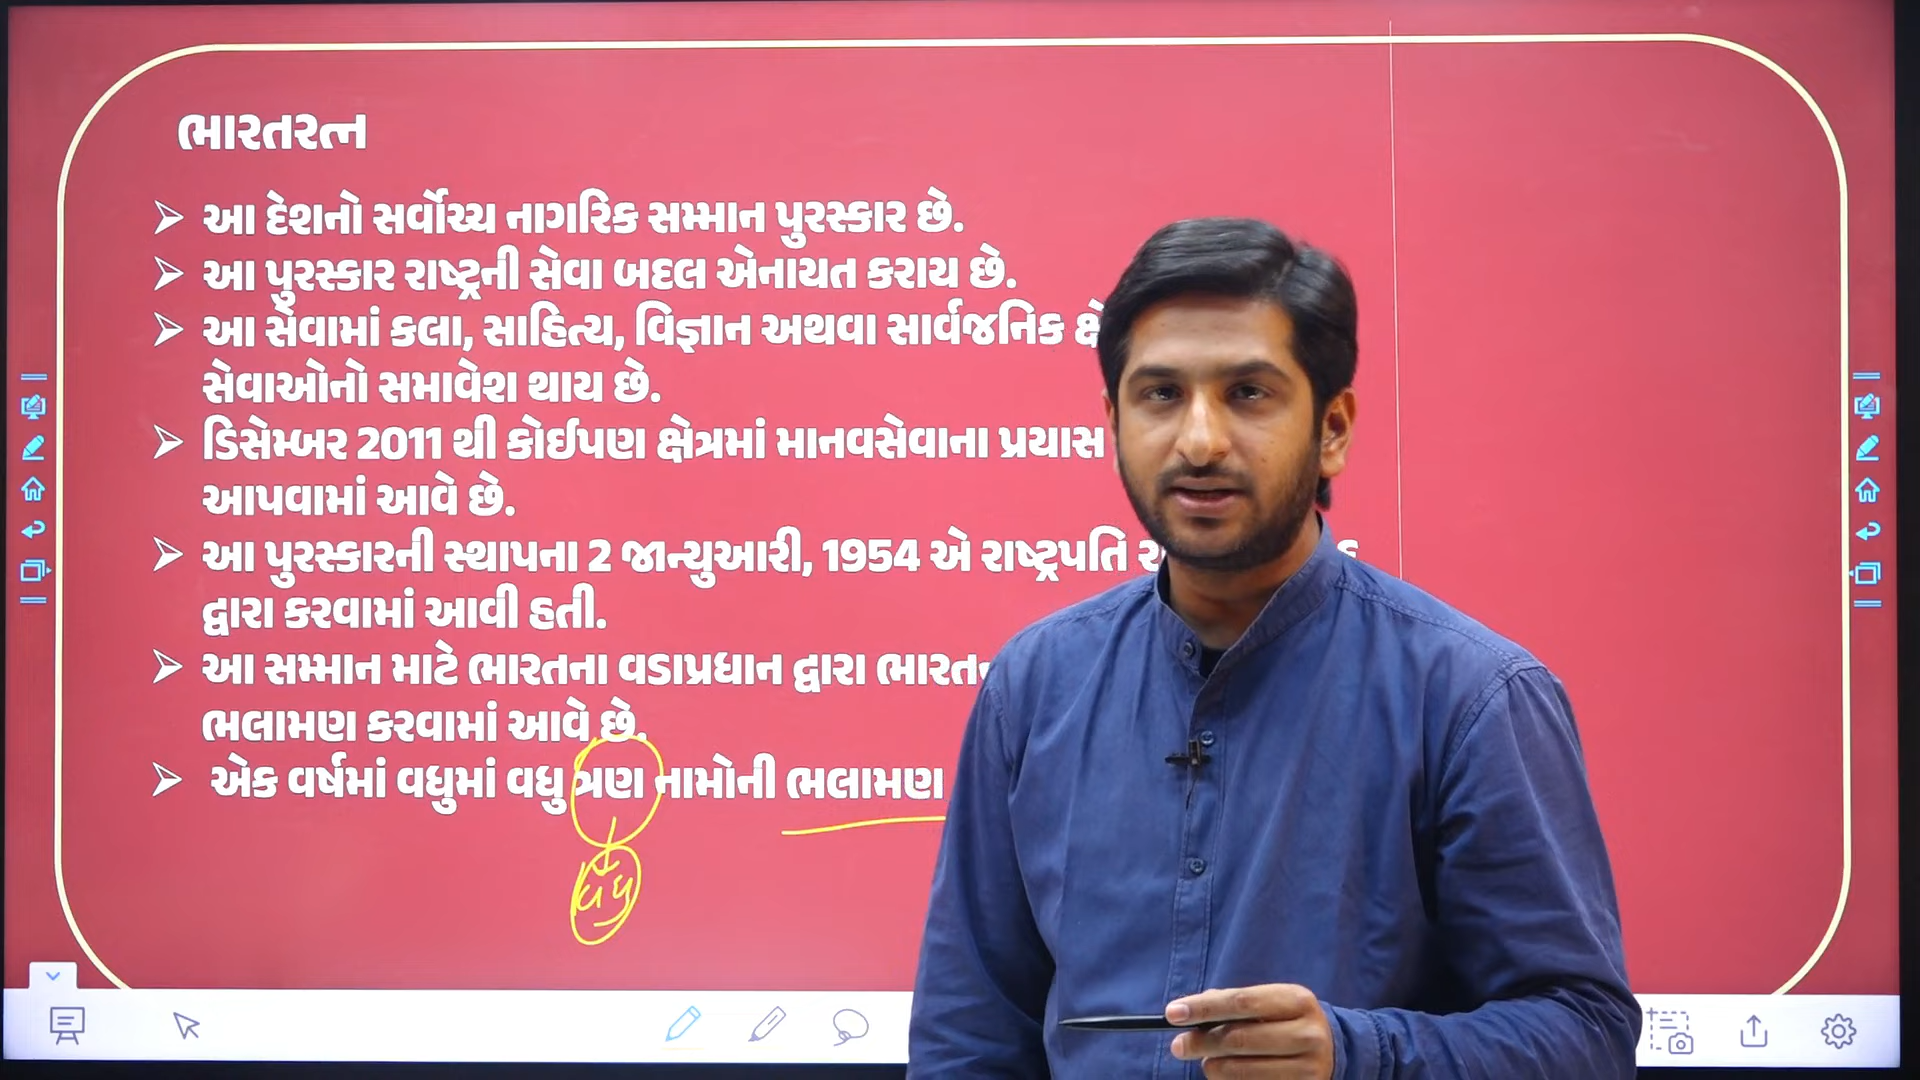 ભારતરત્ન
આ દેશનો સર્વોચ્ચ નાગરિક સમ્માન પુરસ્કાર છે.
આ પુરસ્કાર રાષ્ટ્રની સેવા બદલ એનાયત કરાય છે.
આ સેવામાં કલા, સાહિત્ય, વિજ્ઞાન અથવા સાર્વજનિક
સેવાઓનો સમાવેશ થાય છે.
ડિસેમ્બર 2011 થી કોઈપણ ક્ષેત્રમાં માનવસેવાના પ્રયાસ
આપવામાં આવે છે.
આ પુરસ્કારની સ્થાપના 2 જાન્યુઆરી, 1954 એ રાષ્ટ્રપતિ
દ્વારા કરવામાં આવી હતી.
આ સમ્માન માટે ભારતના વડાપ્રધાન દ્વારા
ભલામણ કરવામાં આવે છે.
એક વર્ષમાં વધુમાં વધુ ત્રણ નામોની ભલામણ
વધુ